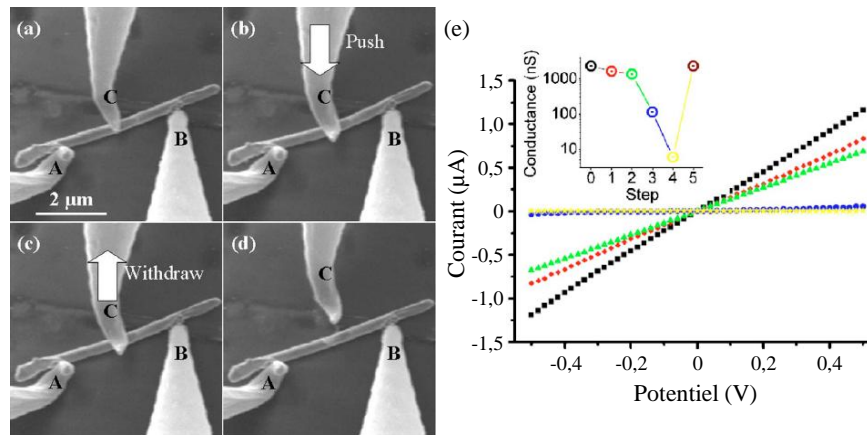 (a)
C
A
B
2 µm
(b)
Push
C
A
B
(c)
Withdraw
C
A
B
(d)
C
A
B
(e)
Conductance (nS)
1000
100
10
0 1 2 3 4 5
Step
Courant (µA)
1,5
1,0
0,5
0
-0,5
-1,0
-1,5
-0,4 -0,2 0 0,2 0,4
Potentiel (V)